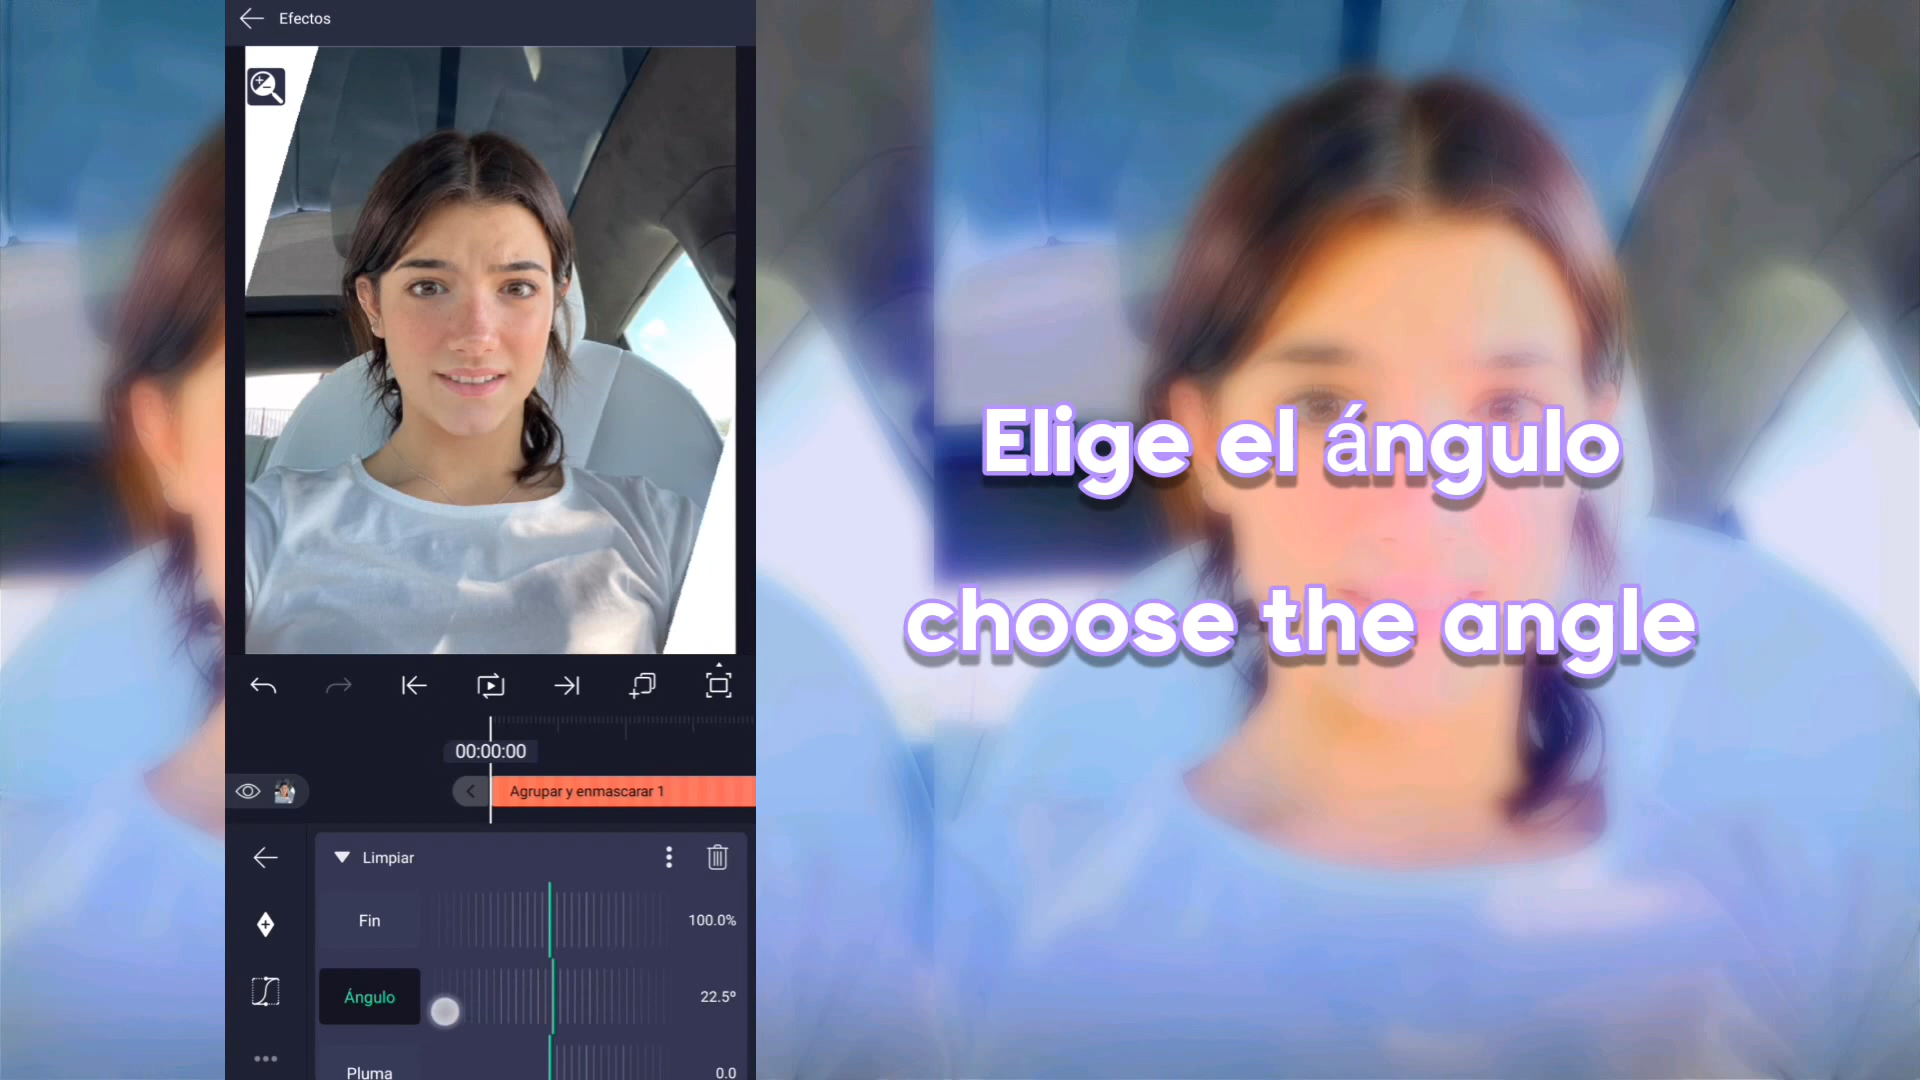 Efectos
Elige el ángulo
choose the angle
00:00:00
Agrupar y enmascarar 1
Limpiar
Fin
100.0%
Ángulo
22.5º
Pluma
0.0